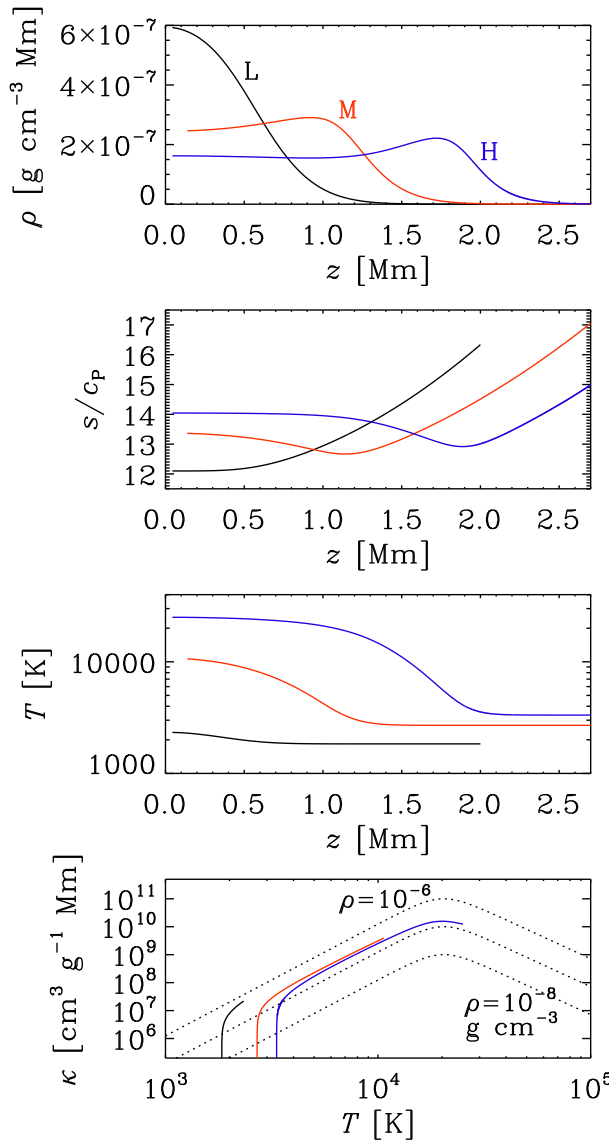 6×10⁻⁷
4×10⁻⁷
2×10⁻⁷
0
ρ [g cm⁻³ Mm]
L
M
H
0.0 0.5 1.0 1.5 2.0 2.5
z [Mm]
17
16
15
14
13
12
s/c_P
0.0 0.5 1.0 1.5 2.0 2.5
z [Mm]
10000
1000
T [K]
0.0 0.5 1.0 1.5 2.0 2.5
z [Mm]
10¹¹
10¹⁰
10⁹
10⁸
10⁷
10⁶
κ [cm³ g⁻¹ Mm]
ρ=10⁻⁶
ρ=10⁻⁸
g cm⁻³
10³ 10⁴ 10⁵
T [K]